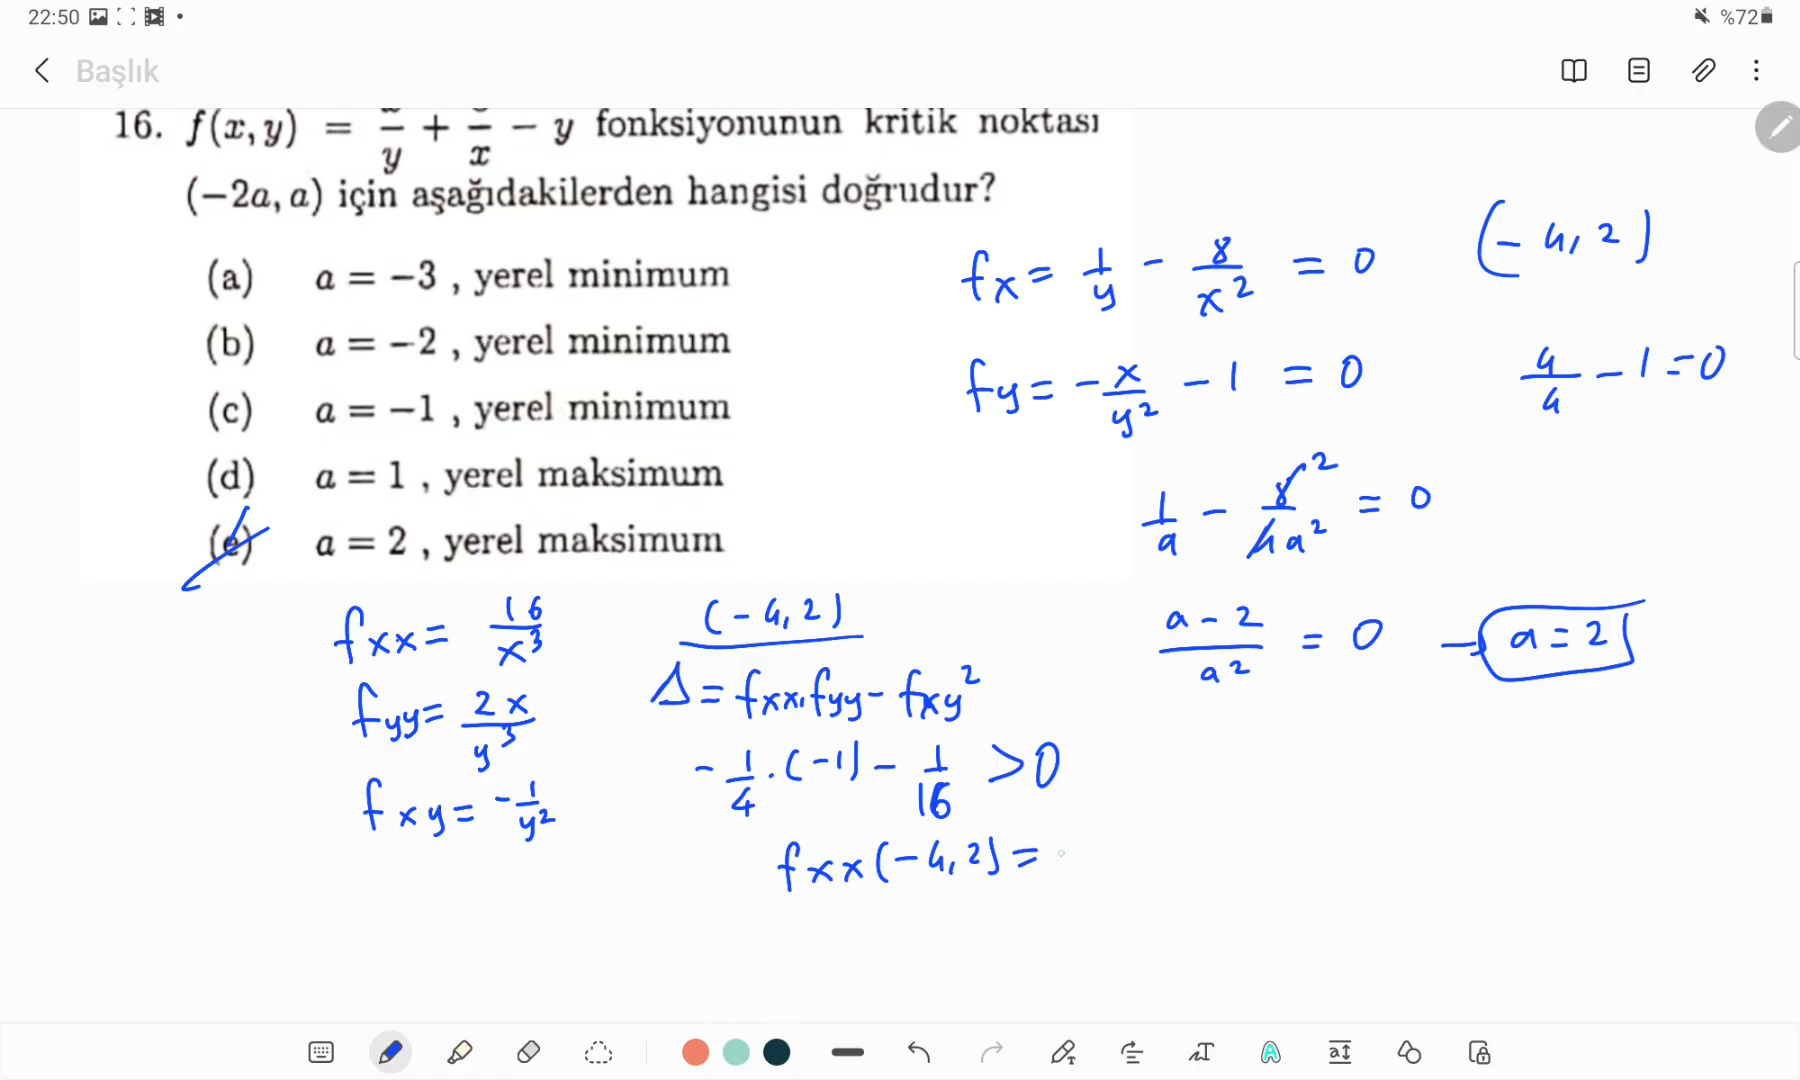 22:50
%72
Başlık
16. f(x, y) = x/y + 8/x − y fonksiyonunun kritik noktası
(−2a, a) için aşağıdakilerden hangisi doğrudur?
(a) a = −3 , yerel minimum
(b) a = −2 , yerel minimum
(c) a = −1 , yerel minimum
(d) a = 1 , yerel maksimum
(e) a = 2 , yerel maksimum
fx = 1/y - 8/x² = 0
(-4, 2)
fy = -x/y² - 1 = 0
4/4 - 1 = 0
1/a - 8/4a² = 0
2
a-2/a² = 0 → a = 2
fxx = 16/x³
fyy = 2x/y³
fxy = -1/y²
(-4, 2)
Δ = fxx.fyy - fxy²
-1/4 . (-1) - 1/16 > 0
fxx(-4, 2) =